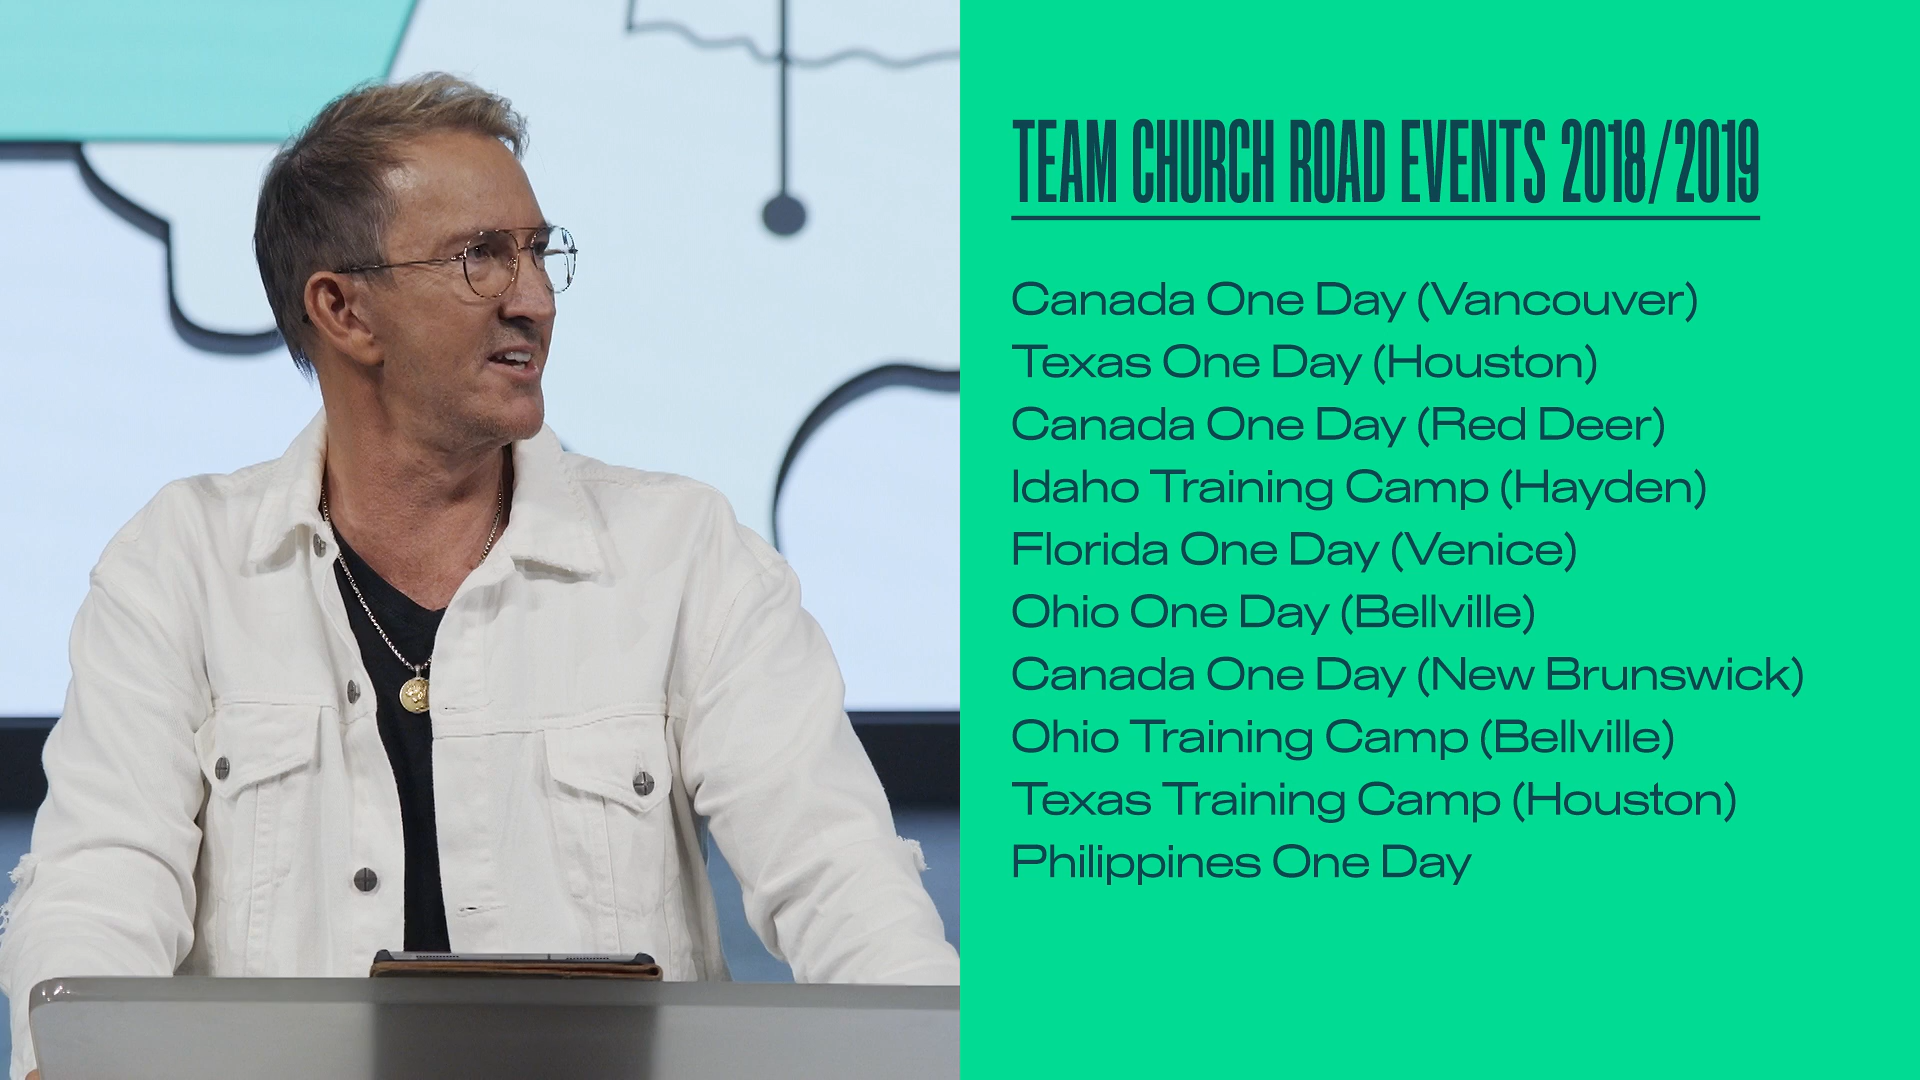 TEAM CHURCH ROAD EVENTS 2018/2019
Canada One Day (Vancouver)
Texas One Day (Houston)
Canada One Day (Red Deer)
Idaho Training Camp (Hayden)
Florida One Day (Venice)
Ohio One Day (Bellville)
Canada One Day (New Brunswick)
Ohio Training Camp (Bellville)
Texas Training Camp (Houston)
Philippines One Day